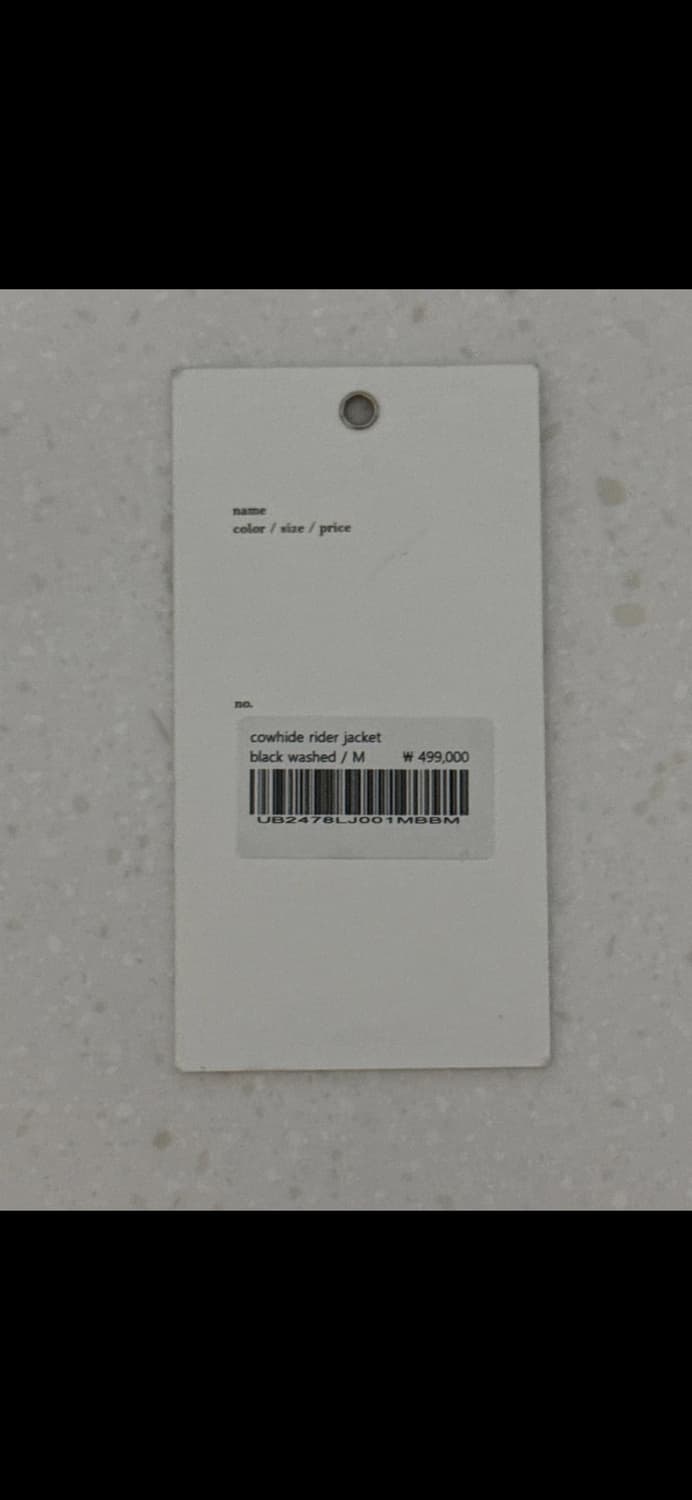 name
color / size / price
no.
cowhide rider jacket
black washed / M ₩ 499,000
UB2478LJ001MBBM